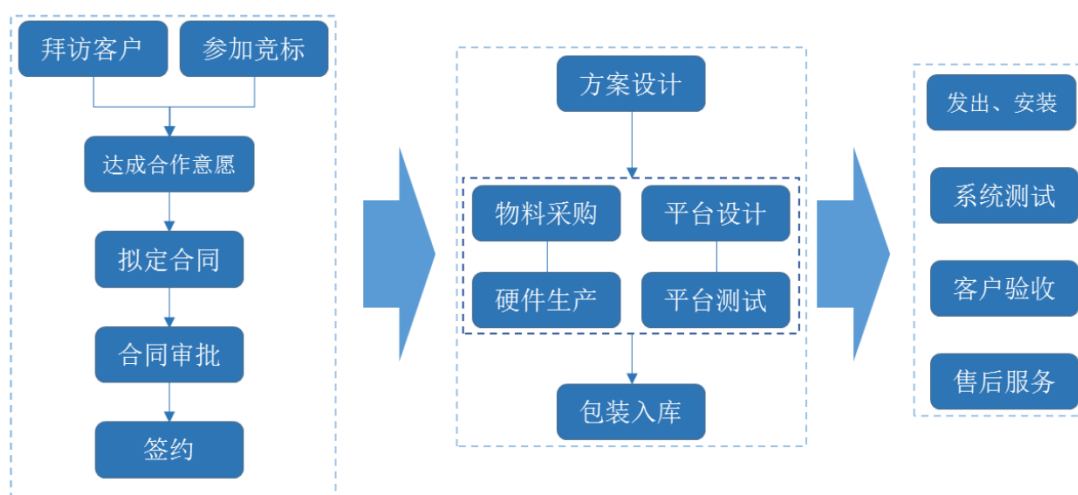 拜访客户
参加竞标
达成合作意愿
拟定合同
合同审批
签约
方案设计
物料采购
平台设计
硬件生产
平台测试
包装入库
发出、安装
系统测试
客户验收
售后服务